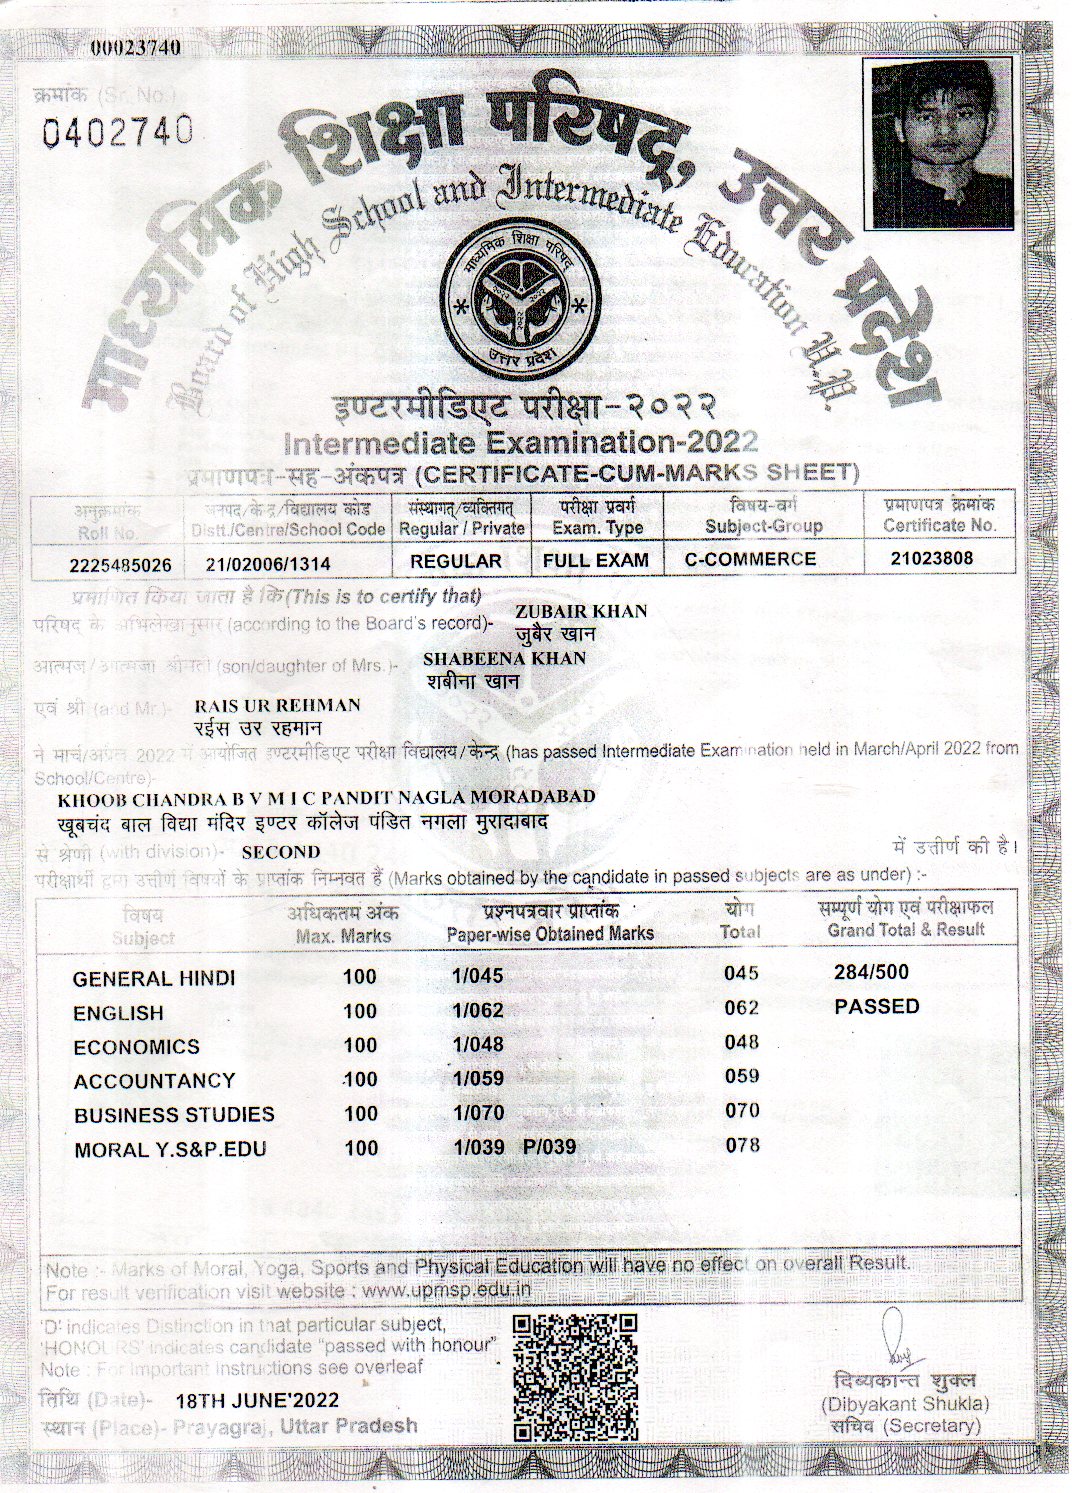 00023740
क्रमांक (Sr. No.)
0402740
माध्यमिक शिक्षा परिषद्, उत्तर प्रदेश
Board of High School and Intermediate Education U.P.
माध्यमिक शिक्षा परिषद्
२०२२ २०२२
२०२२
उत्तर प्रदेश
इण्टरमीडिएट परीक्षा-२०२२
Intermediate Examination-2022
प्रमाणपत्र-सह-अंकपत्र (CERTIFICATE-CUM-MARKS SHEET)
अनुक्रमांक जनपद/केन्द्र/विद्यालय कोड संस्थागत्/व्यक्तिगत् परीक्षा प्रवर्ग विषय-वर्ग प्रमाणपत्र क्रमांक
Roll No. Distt./Centre/School Code Regular / Private Exam. Type Subject-Group Certificate No.
2225485026 21/02006/1314 REGULAR FULL EXAM C-COMMERCE 21023808
प्रमाणित किया जाता है कि (This is to certify that)
ZUBAIR KHAN
परिषद के अभिलेखानुसार (according to the Board's record)-
जुबैर खान
SHABEENA KHAN
आत्मज/आत्मजा श्रीमती (son/daughter of Mrs.)-
शबीना खान
एवं श्री (and Mr.)- RAIS UR REHMAN
रईस उर रहमान
ने मार्च/अप्रैल 2022 में आयोजित इण्टरमीडिएट परीक्षा विद्यालय/केन्द्र (has passed Intermediate Examination held in March/April 2022 from
School/Centre)-
KHOOB CHANDRA B V M I C PANDIT NAGLA MORADABAD
खूबचंद बाल विद्या मंदिर इण्टर कॉलेज पंडित नगला मुरादाबाद
से श्रेणी (with division)- SECOND में उत्तीर्ण की है।
परीक्षार्थी द्वारा उत्तीर्ण विषयों के प्राप्तांक निम्नवत हैं (Marks obtained by the candidate in passed subjects are as under) :-
विषय अधिकतम अंक प्रश्नपत्रवार प्राप्तांक योग सम्पूर्ण योग एवं परीक्षाफल
Subject Max. Marks Paper-wise Obtained Marks Total Grand Total & Result
GENERAL HINDI 100 1/045 045 284/500
ENGLISH 100 1/062 062 PASSED
ECONOMICS 100 1/048 048
ACCOUNTANCY 100 1/059 059
BUSINESS STUDIES 100 1/070 070
MORAL Y.S&P.EDU 100 1/039 P/039 078
Note :- Marks of Moral, Yoga, Sports and Physical Education will have no effect on overall Result.
For result verification visit website : www.upmsp.edu.in
'D' indicates Distinction in that particular subject,
'HONOURS' indicates candidate "passed with honour"
Note : For Important Instructions see overleaf
तिथि (Date)- 18TH JUNE'2022
स्थान (Place)- Prayagraj, Uttar Pradesh
दिब्यकान्त शुक्ल
(Dibyakant Shukla)
सचिव (Secretary)